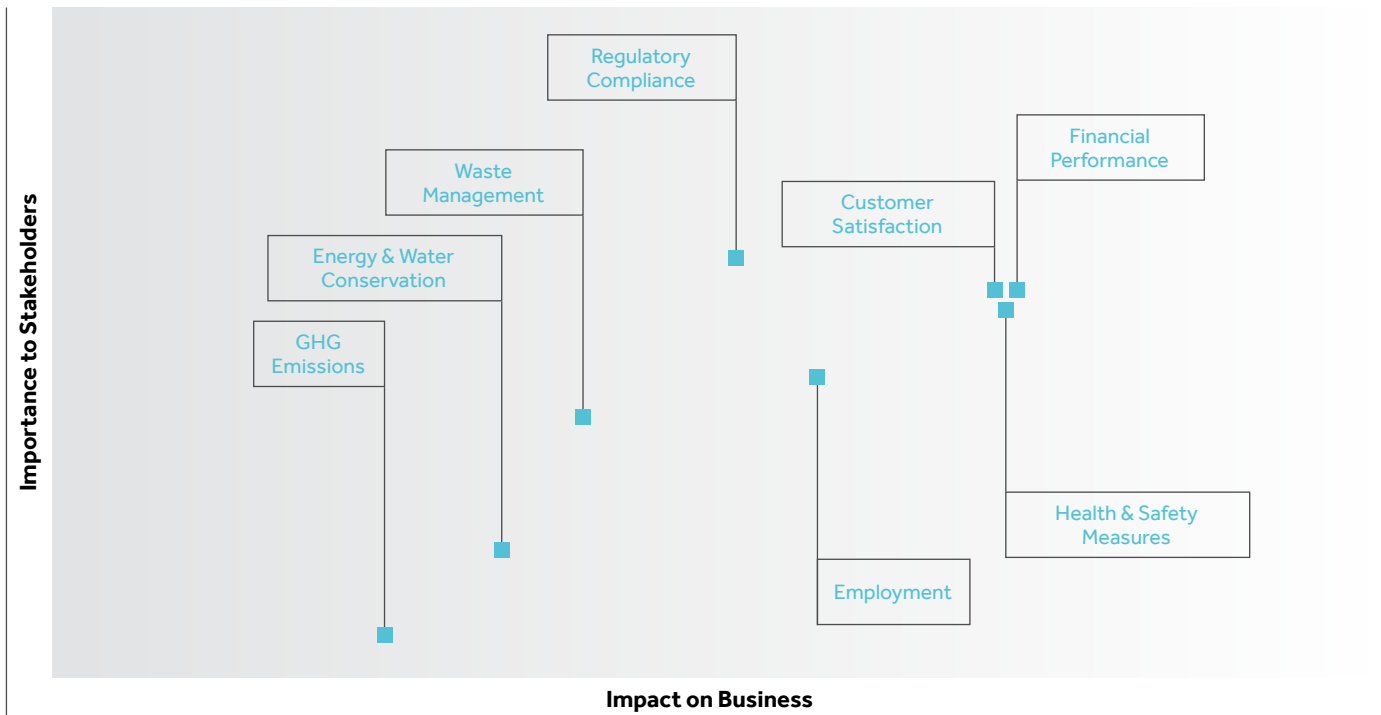 Importance to Stakeholders
Regulatory
Compliance
Financial
Performance
Waste
Management
Customer
Satisfaction
Energy & Water
Conservation
GHG
Emissions
Health & Safety
Measures
Employment
Impact on Business